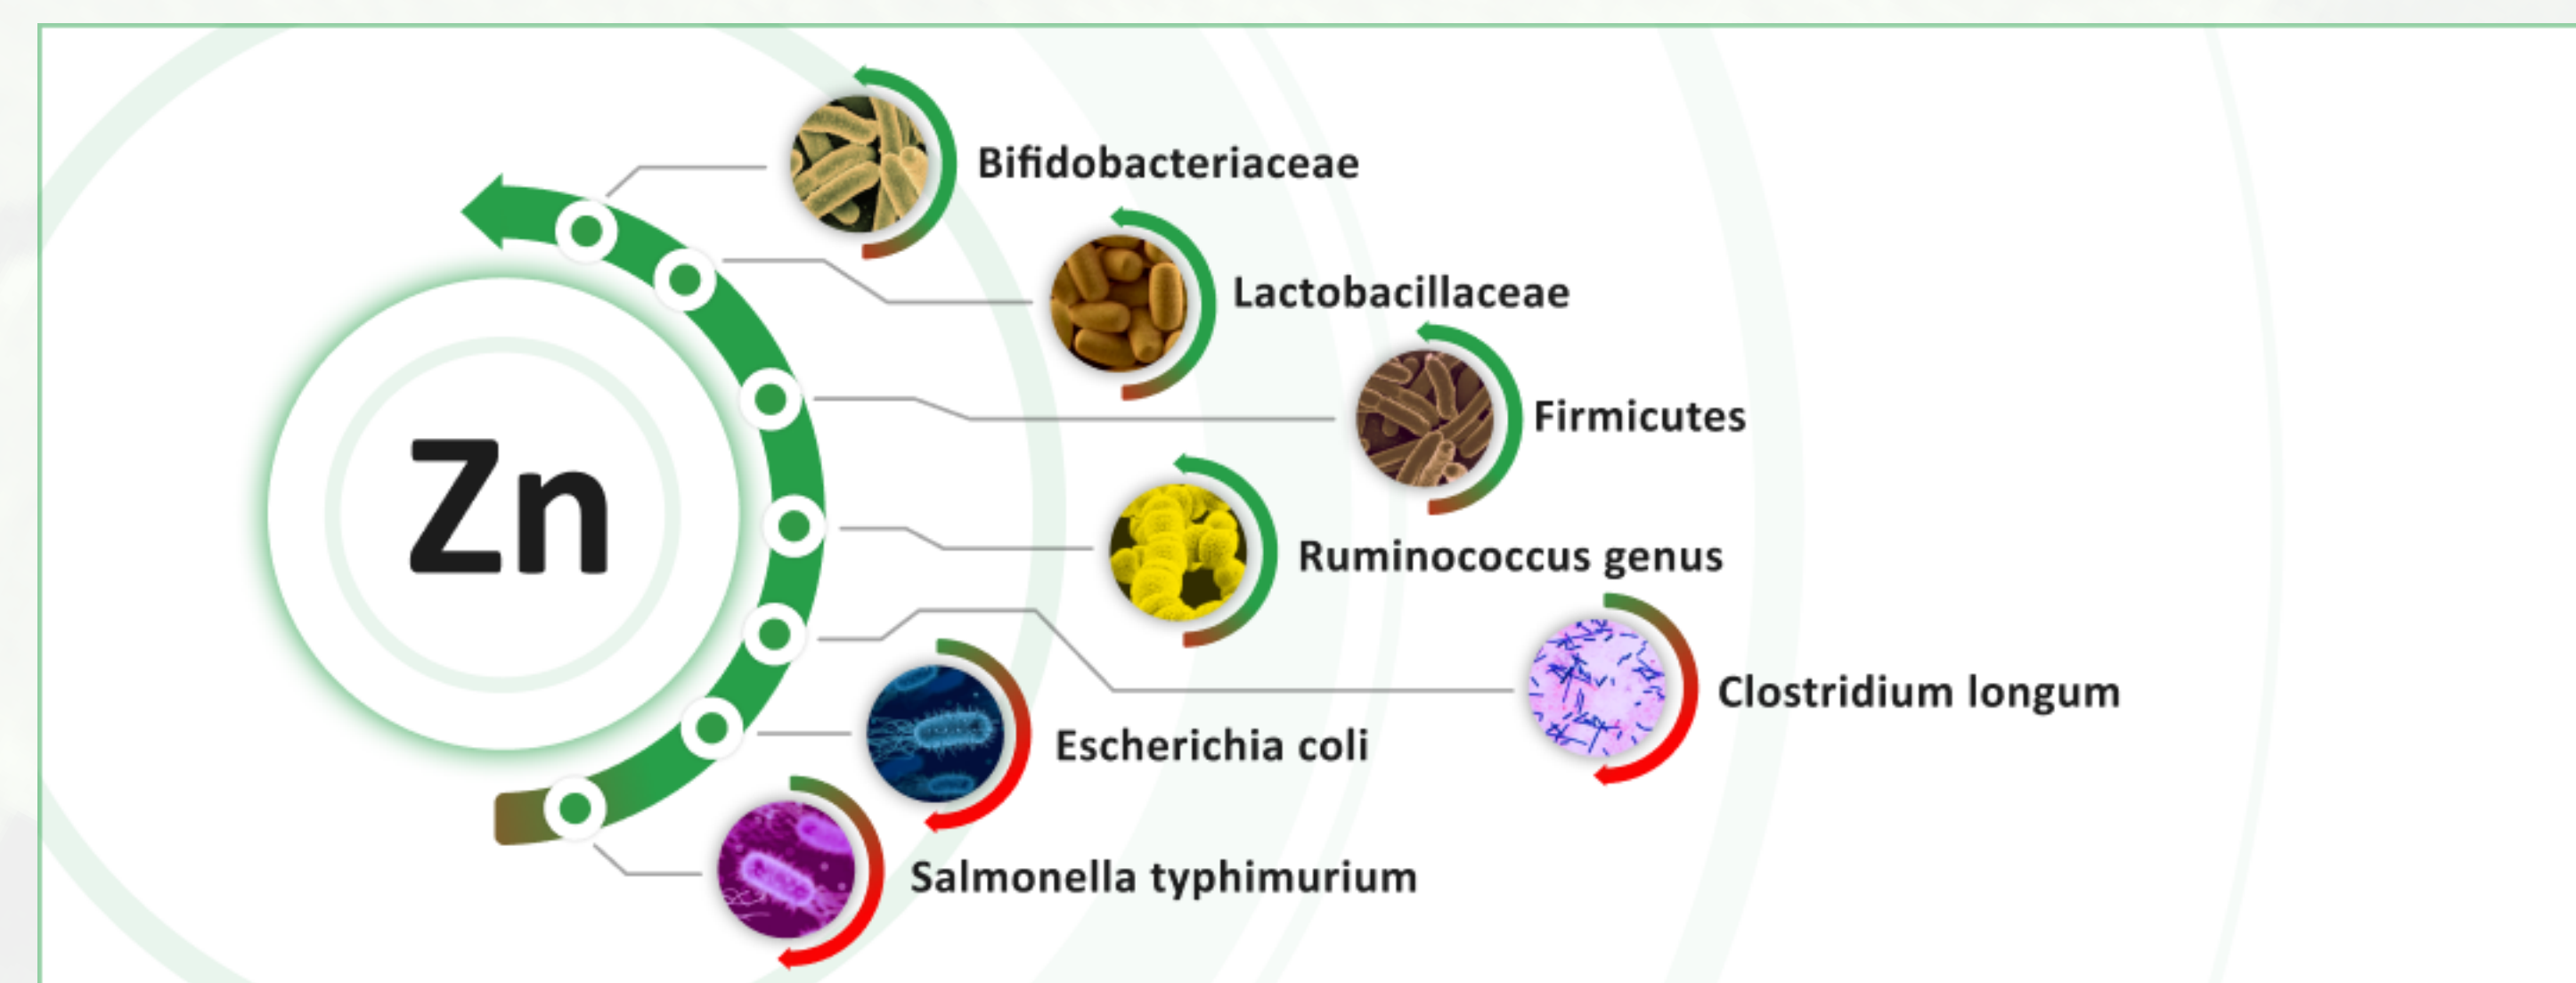 Bifidobacteriaceae
Lactobacillaceae
Firmicutes
Zn
Ruminococcus genus
Clostridium longum
Escherichia coli
Salmonella typhimurium